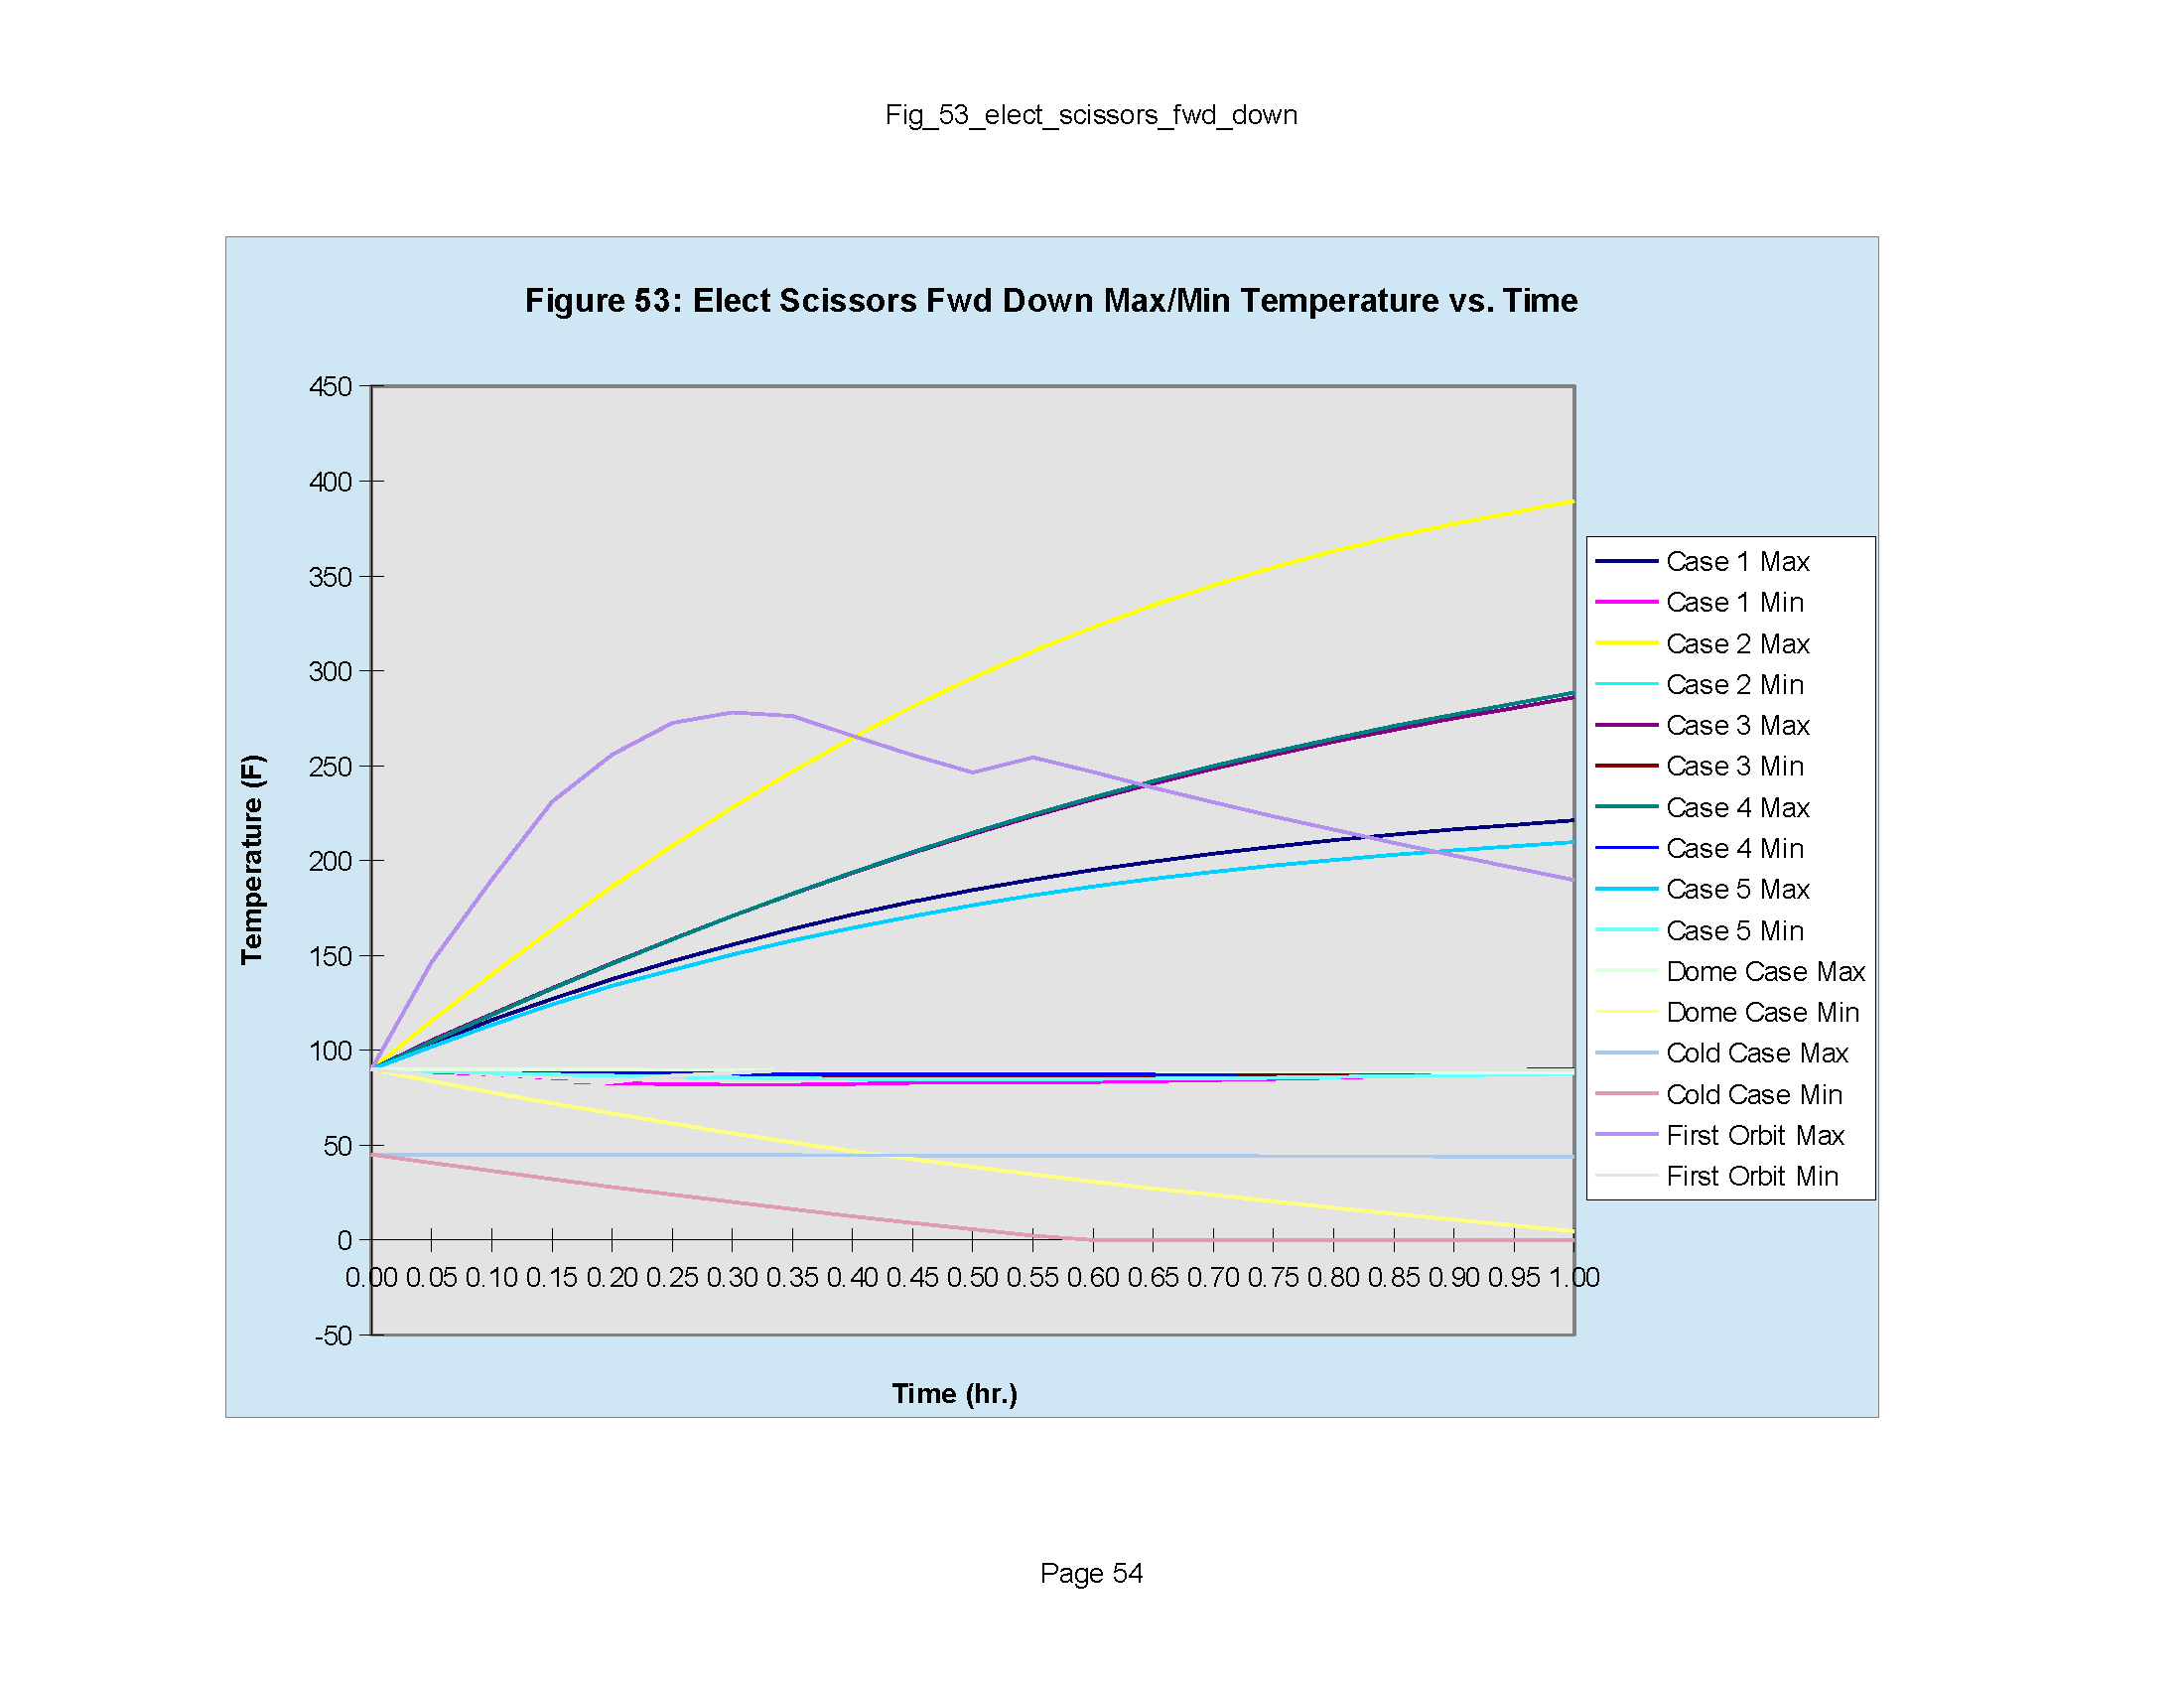 Fig_53_elect_scissors_fwd_down
Figure 53: Elect Scissors Fwd Down Max/Min Temperature vs. Time
450
400
350
300
250
200
150
100
50
0
-50
Temperature (F)
0.00 0.05 0.10 0.15 0.20 0.25 0.30 0.35 0.40 0.45 0.50 0.55 0.60 0.65 0.70 0.75 0.80 0.85 0.90 0.95 1.00
Time (hr.)
Case 1 Max
Case 1 Min
Case 2 Max
Case 2 Min
Case 3 Max
Case 3 Min
Case 4 Max
Case 4 Min
Case 5 Max
Case 5 Min
Dome Case Max
Dome Case Min
Cold Case Max
Cold Case Min
First Orbit Max
First Orbit Min
Page 54